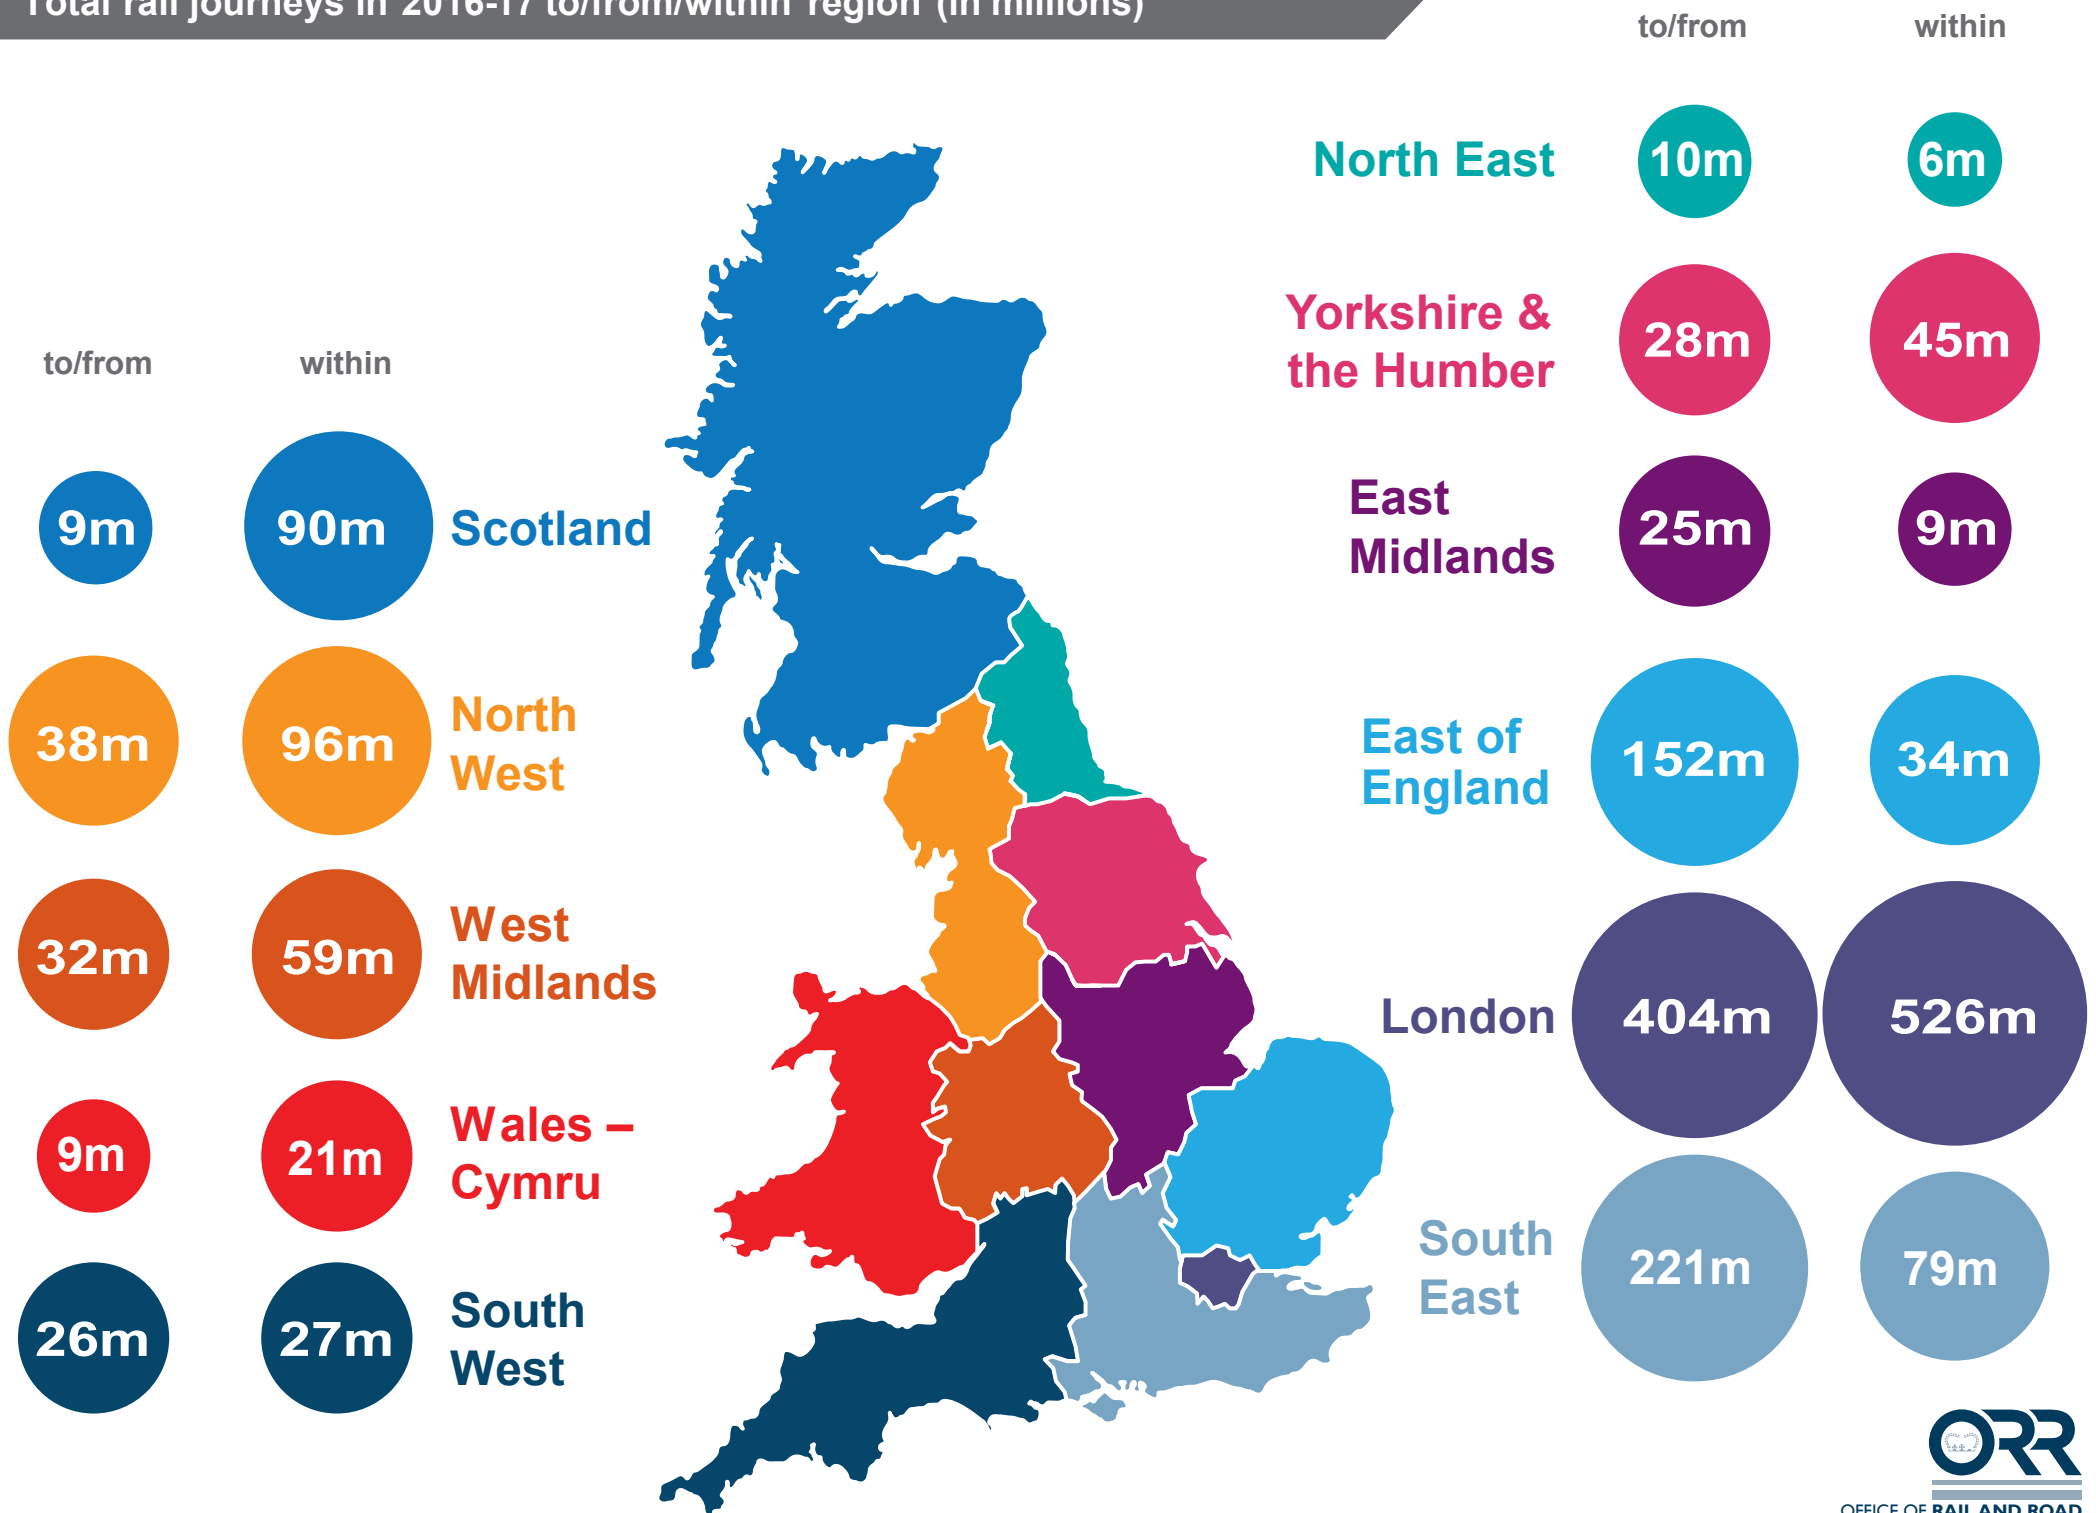 Total rail journeys in 2016-17 to/from/within region (in millions)
to/from within
North East 10m 6m
Yorkshire &
the Humber
28m 45m
to/from within
East
Midlands
25m 9m
9m 90m Scotland
North
West
38m 96m
East of
England
152m 34m
West
Midlands
32m 59m
London 404m 526m
Wales –
Cymru
9m 21m
South
East
221m 79m
South
West
26m 27m
ORR
OFFICE OF RAIL AND ROAD